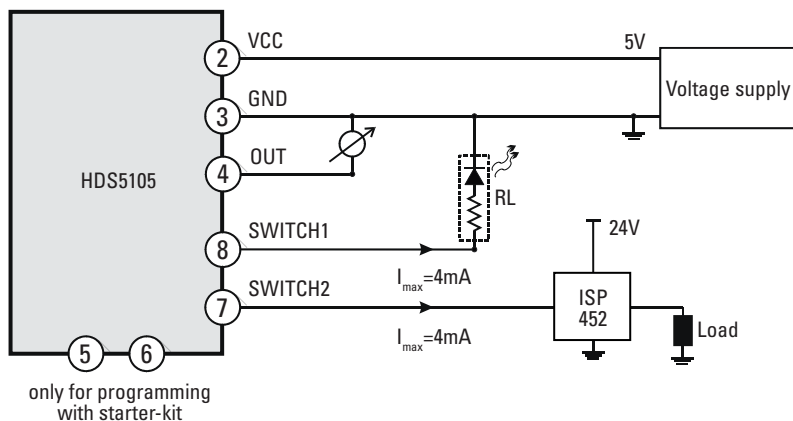 VCC
2
5V
Voltage supply
GND
3
OUT
4
HDS5105
RL
SWITCH1
8
24V
Imax=4mA
SWITCH2
7
ISP
452
Imax=4mA
Load
5 6
only for programming
with starter-kit